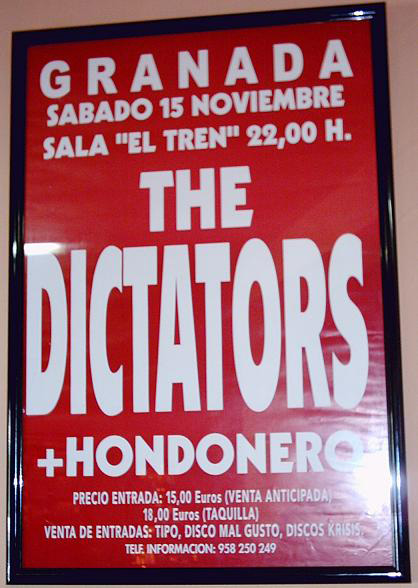 GRANADA
SABADO 15 NOVIEMBRE
SALA "EL TREN" 22,00 H.
THE
DICTATORS
+HONDONERO
PRECIO ENTRADA: 15,00 Euros (VENTA ANTICIPADA)
18,00 Euros (TAQUILLA)
VENTA DE ENTRADAS: TIPO, DISCO MAL GUSTO, DISCOS KRISIS.
TELF. INFORMACION: 958 250 249